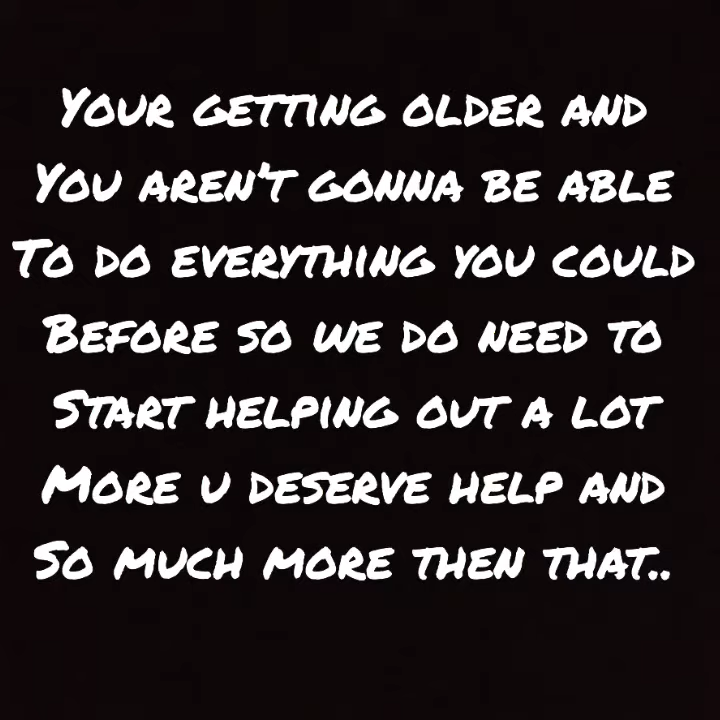 Your getting older and
You aren't gonna be able
To do everything you could
Before so we do need to
Start helping out a lot
More u deserve help and
So much more then that..